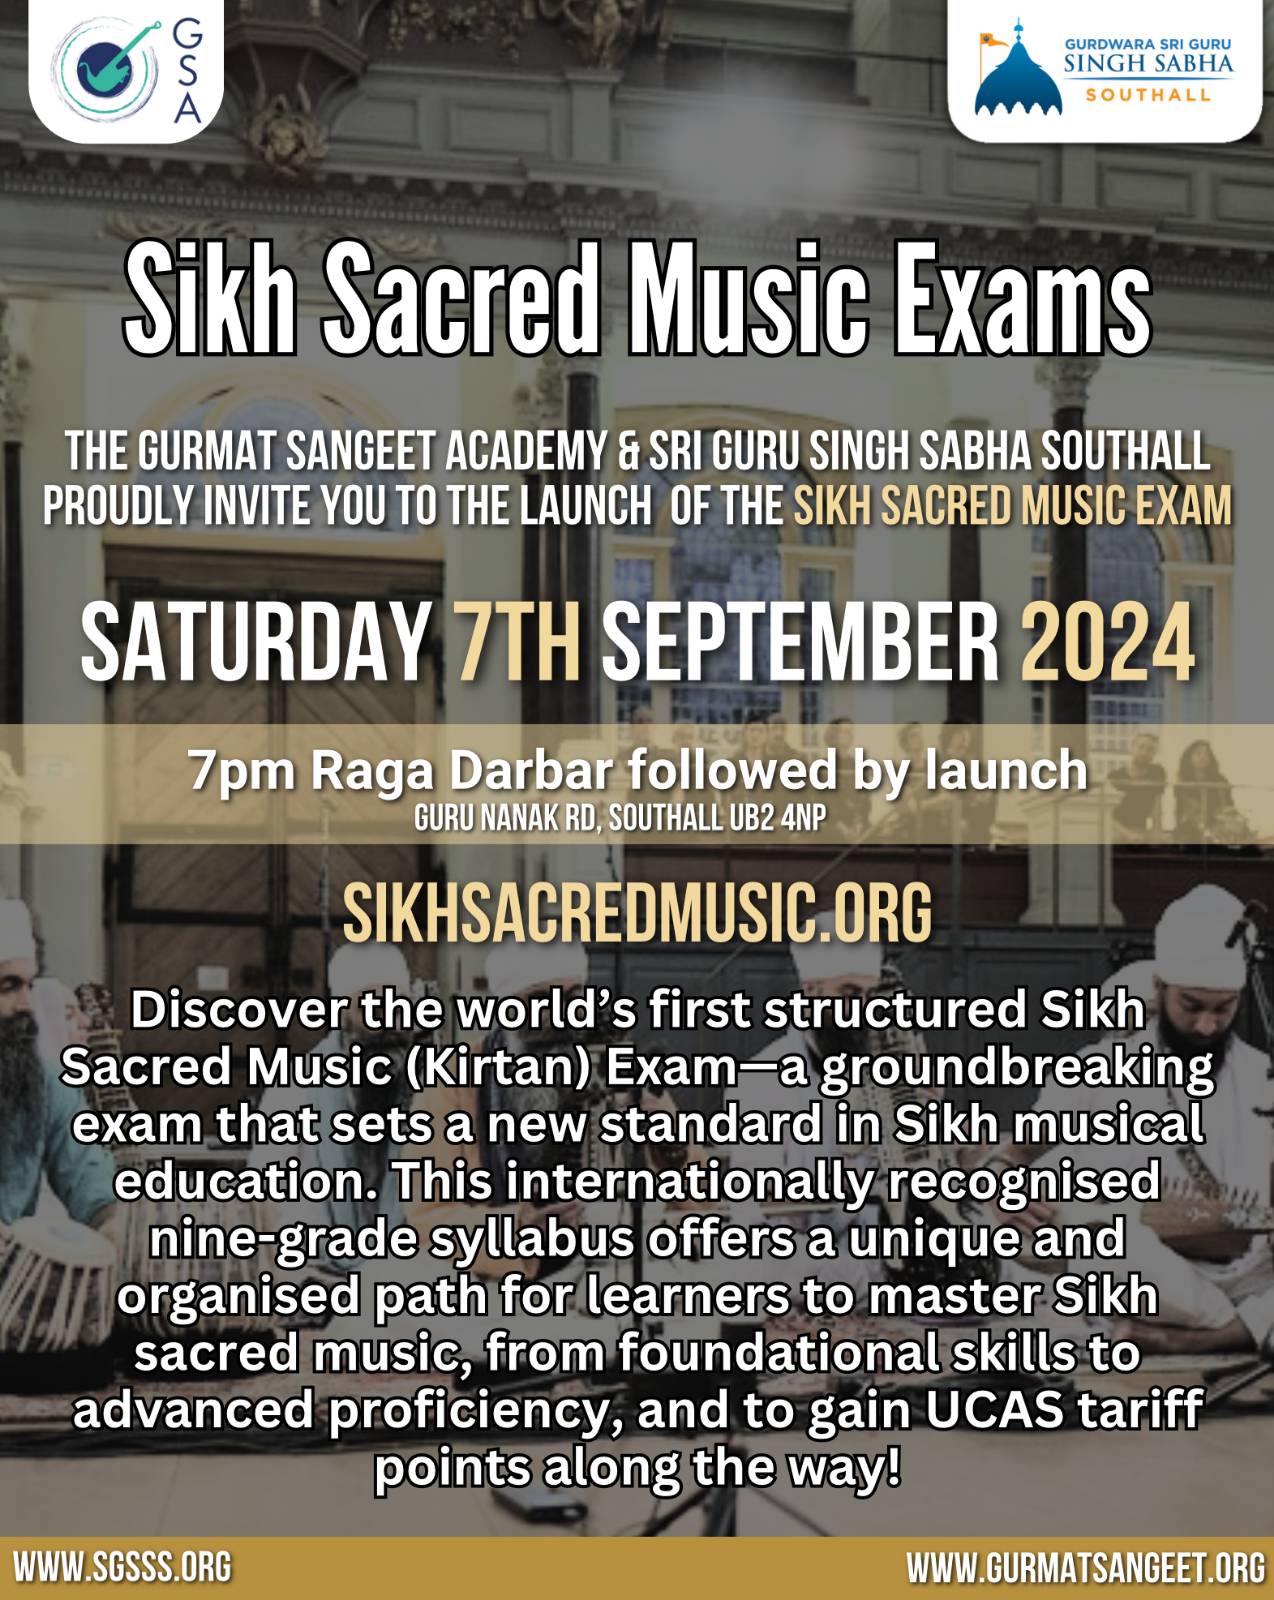 GSA
GURDWARA SRI GURU
SINGH SABHA
SOUTHALL
Sikh Sacred Music Exams
THE GURMAT SANGEET ACADEMY & SRI GURU SINGH SABHA SOUTHALL
PROUDLY INVITE YOU TO THE LAUNCH OF THE SIKH SACRED MUSIC EXAM
SATURDAY 7TH SEPTEMBER 2024
7pm Raga Darbar followed by launch
GURU NANAK RD, SOUTHALL UB2 4NP
SIKHSACREDMUSIC.ORG
Discover the world’s first structured Sikh
Sacred Music (Kirtan) Exam—a groundbreaking
exam that sets a new standard in Sikh musical
education. This internationally recognised
nine-grade syllabus offers a unique and
organised path for learners to master Sikh
sacred music, from foundational skills to
advanced proficiency, and to gain UCAS tariff
points along the way!
WWW.SGSSS.ORG
WWW.GURMATSANGEET.ORG